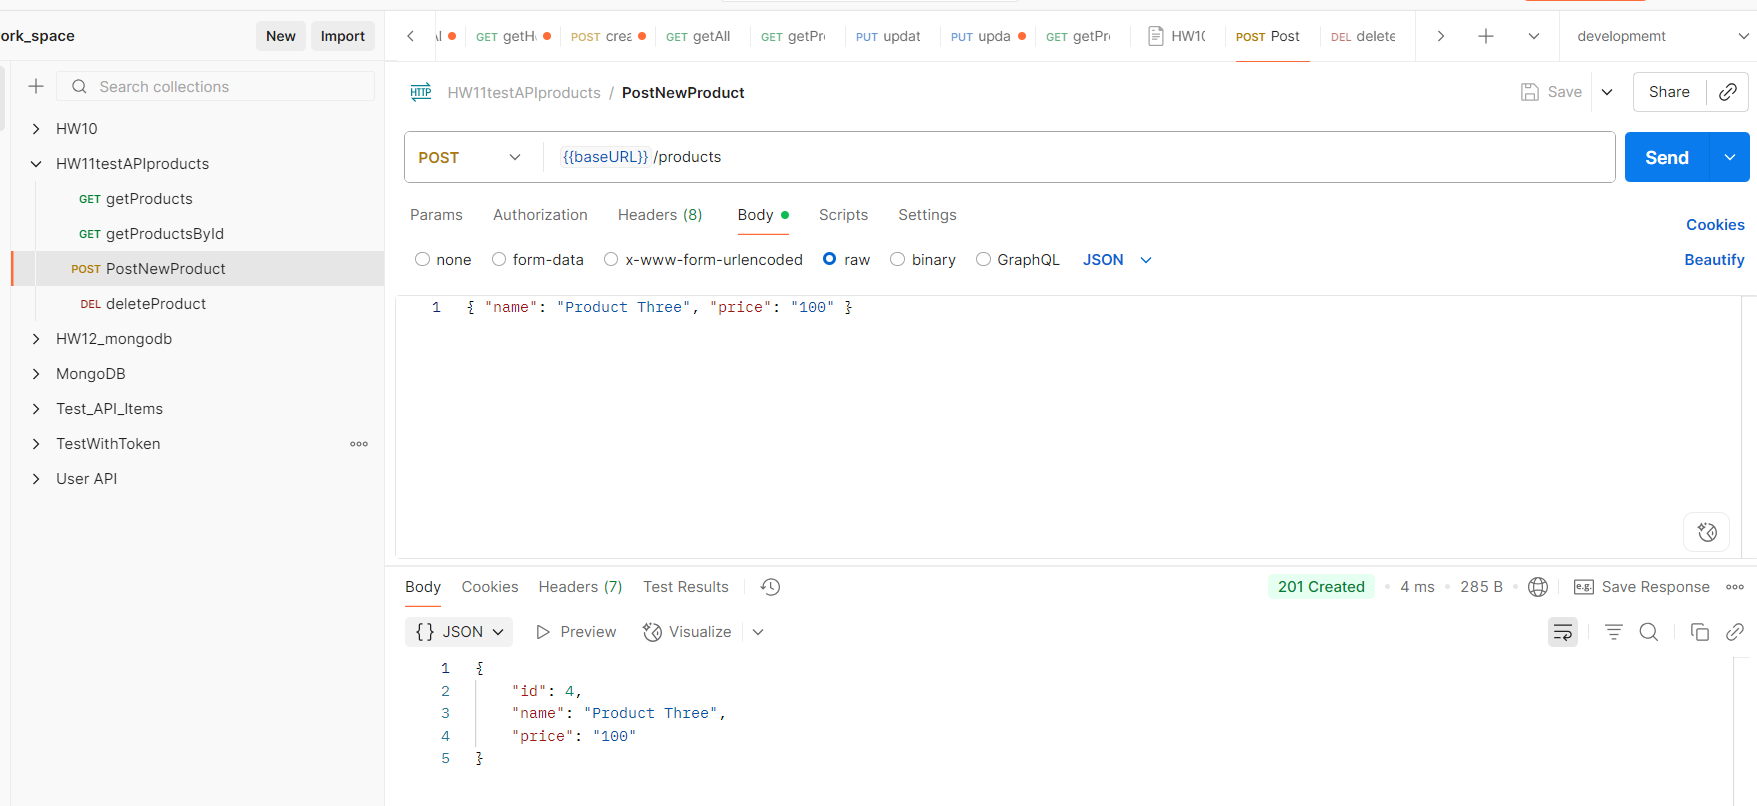 ork_space
New
Import
GET getH
POST crea
GET getAll
GET getPr
PUT updat
PUT upda
GET getPr
HW10
POST Post
DEL delete
developmemt
Search collections
HW10
HW11testAPIproducts
GET getProducts
GET getProductsById
POST PostNewProduct
DEL deleteProduct
HW12_mongodb
MongoDB
Test_API_Items
TestWithToken
User API
HTTP HW11testAPIproducts / PostNewProduct
Save
Share
POST {{baseURL}}/products
Send
Params Authorization Headers (8) Body Scripts Settings
Cookies
none form-data x-www-form-urlencoded raw binary GraphQL JSON
Beautify
1 { "name": "Product Three", "price": "100" }
Body Cookies Headers (7) Test Results
201 Created • 4 ms • 285 B
e.g. Save Response
{} JSON Preview Visualize
1 {
2 "id": 4,
3 "name": "Product Three",
4 "price": "100"
5 }